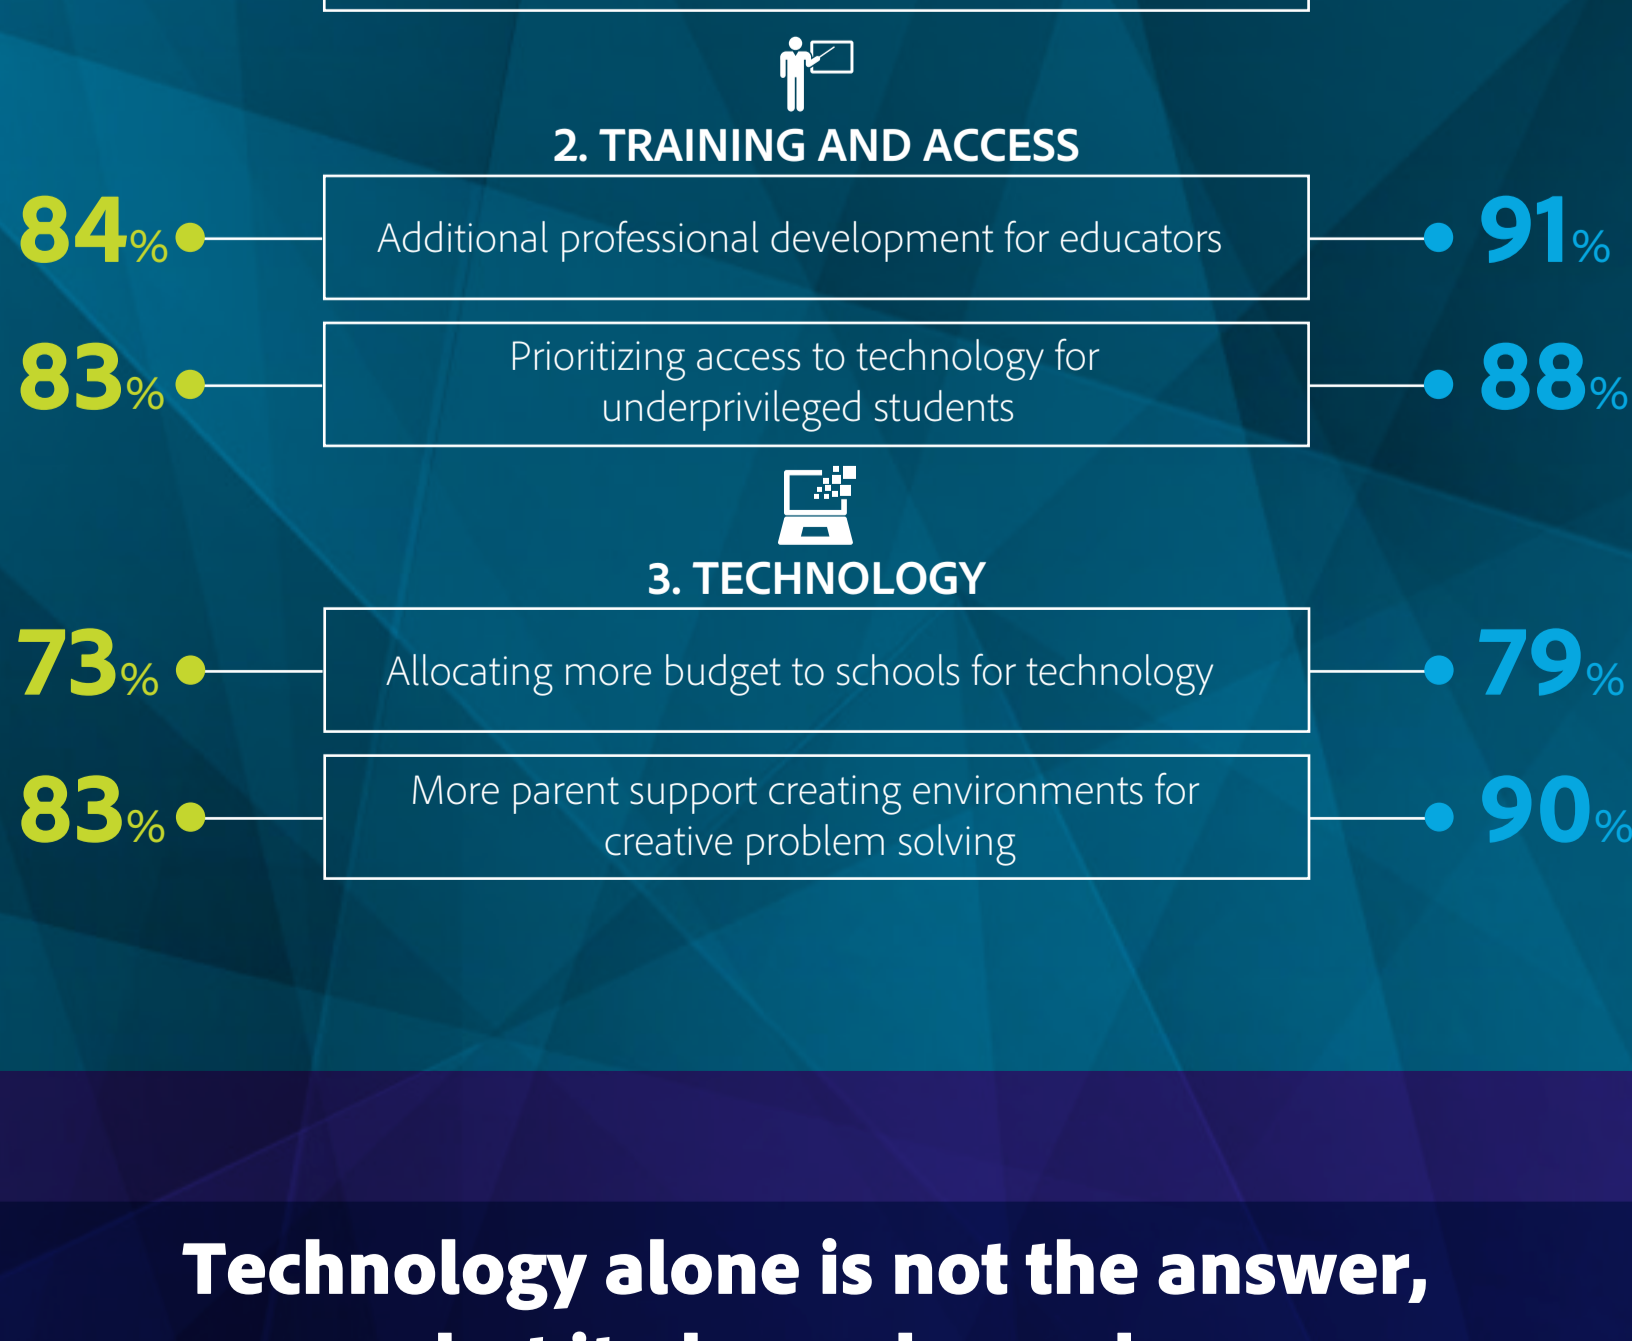 2. TRAINING AND ACCESS
84% Additional professional development for educators 91%
83% Prioritizing access to technology for 88%
underprivileged students
3. TECHNOLOGY
73% Allocating more budget to schools for technology 79%
83% More parent support creating environments for 90%
creative problem solving
Technology alone is not the answer,